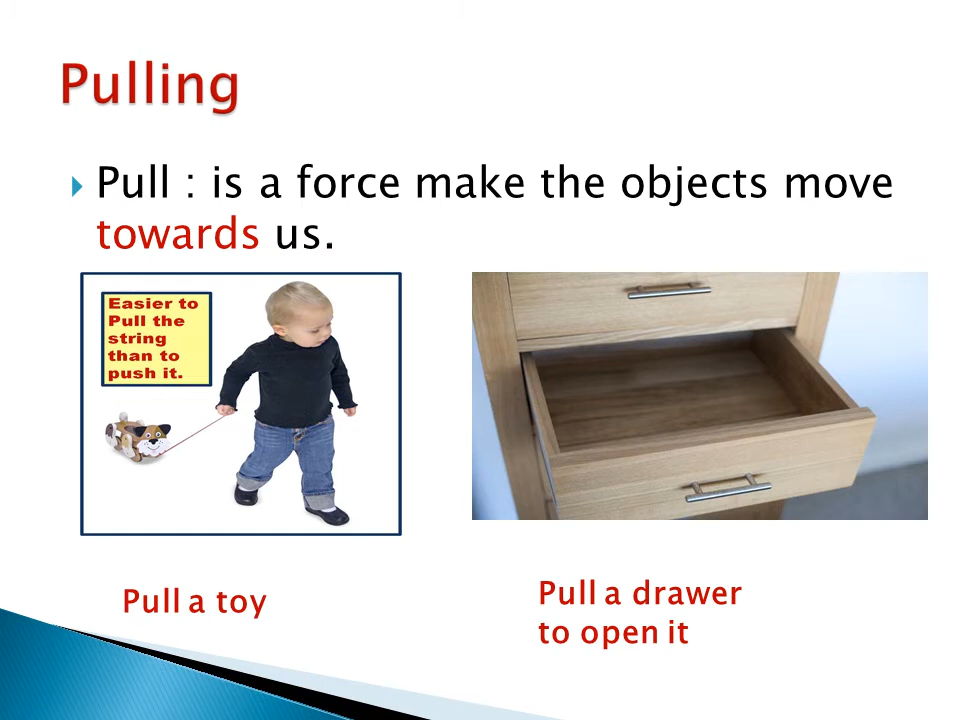 Pulling
Pull : is a force make the objects move
towards us.
Easier to
Pull the
string
than to
push it.
Pull a toy
Pull a drawer
to open it